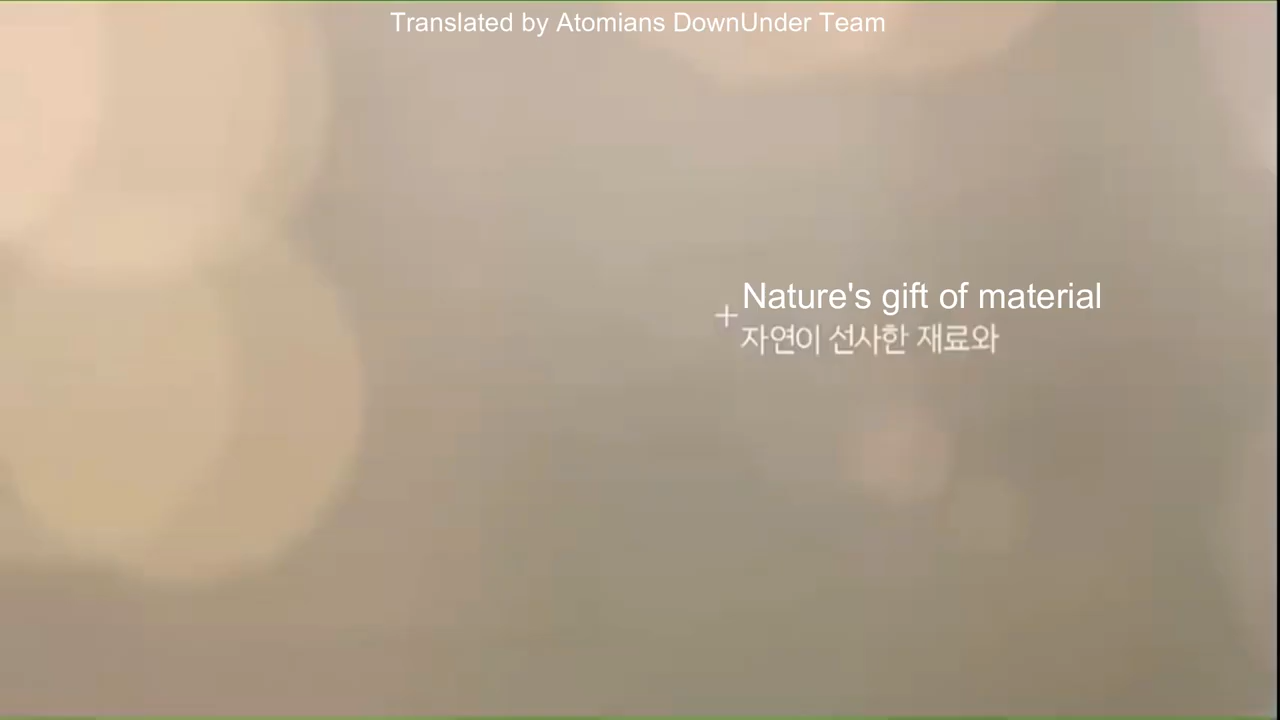 Translated by Atomians DownUnder Team
Nature's gift of material
+
자연이 선사한 재료와